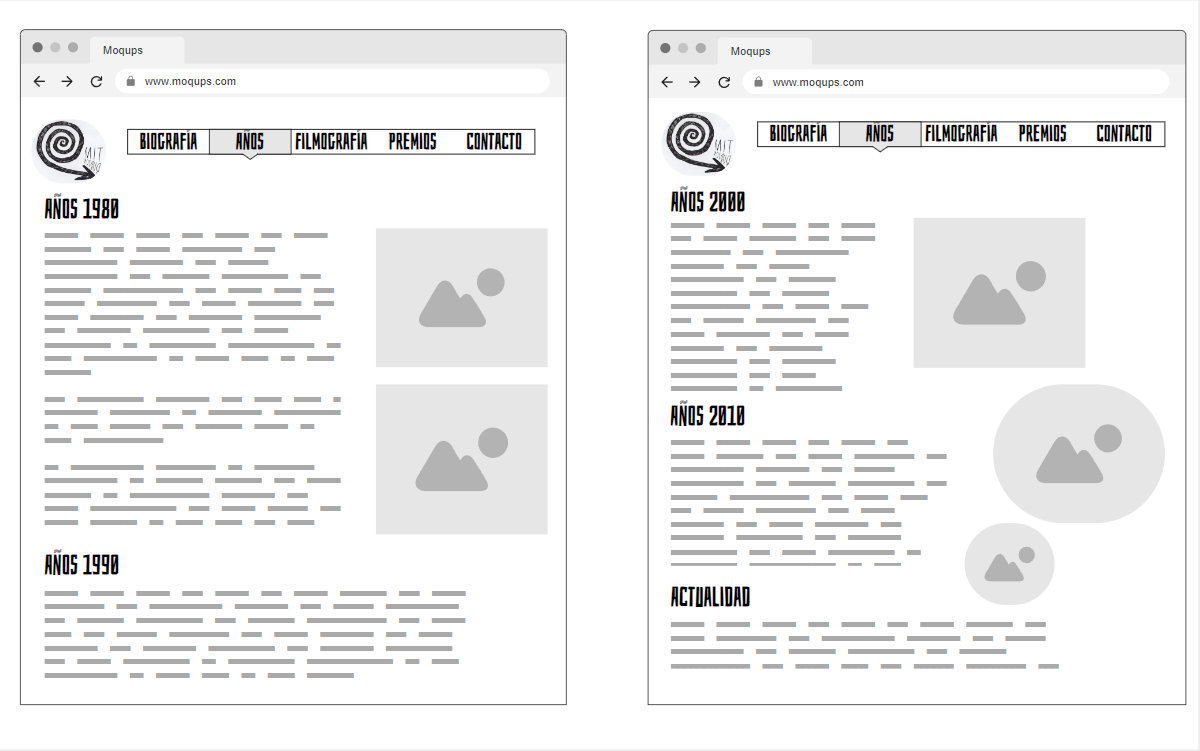 Moqups
www.moqups.com
MIT
BIOGRAFÍA AÑOS FILMOGRAFÍA PREMIOS CONTACTO
AÑOS 1980
AÑOS 1990
Moqups
www.moqups.com
MIT
BIOGRAFÍA AÑOS FILMOGRAFÍA PREMIOS CONTACTO
AÑOS 2000
AÑOS 2010
ACTUALIDAD